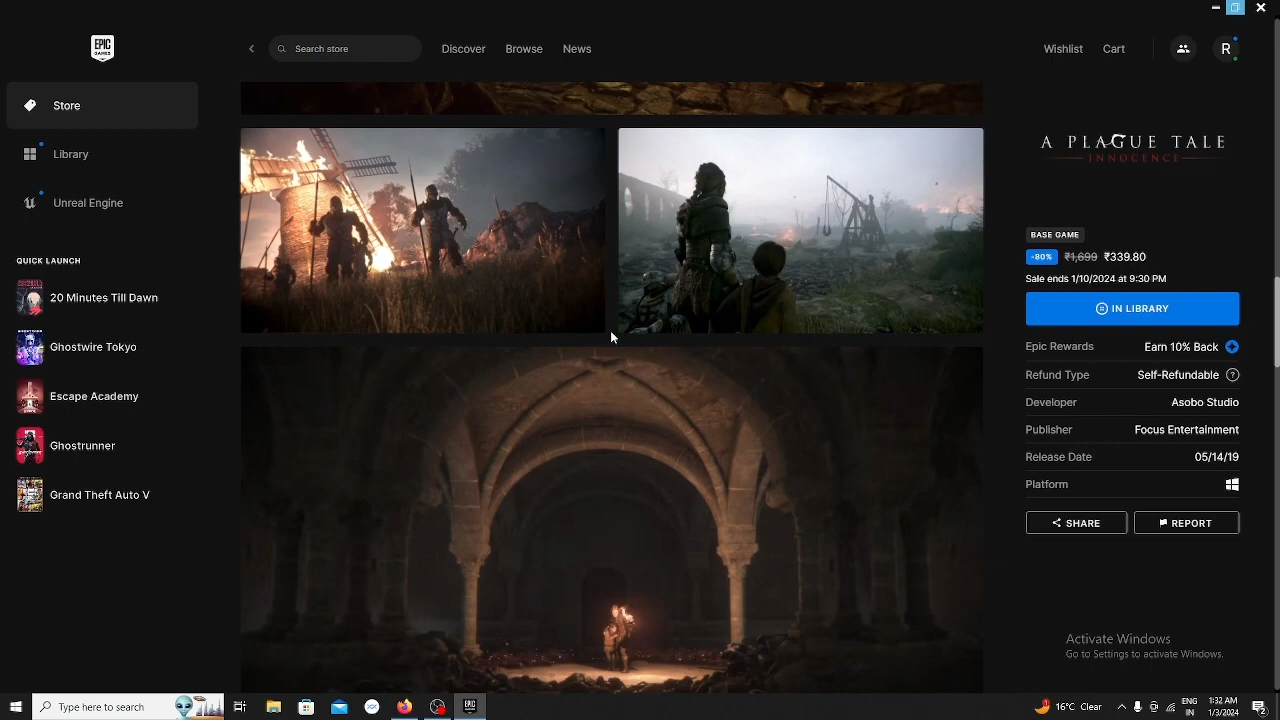 EPIC
GAMES
Search store
Discover
Browse
News
Wishlist
Cart
R
Store
Library
Unreal Engine
QUICK LAUNCH
20 Minutes Till Dawn
Ghostwire Tokyo
Escape Academy
Ghostrunner
Grand Theft Auto V
A PLAGUE TALE
INNOCENCE
BASE GAME
-80% ₹1,699 ₹339.80
Sale ends 1/10/2024 at 9:30 PM
IN LIBRARY
Epic Rewards Earn 10% Back
Refund Type Self-Refundable ?
Developer Asobo Studio
Publisher Focus Entertainment
Release Date 05/14/19
Platform
SHARE REPORT
Activate Windows
Go to Settings to activate Windows.
Type here to search
EPIC
16°C Clear
ENG
IN
1:32 AM
1/2/2024
2